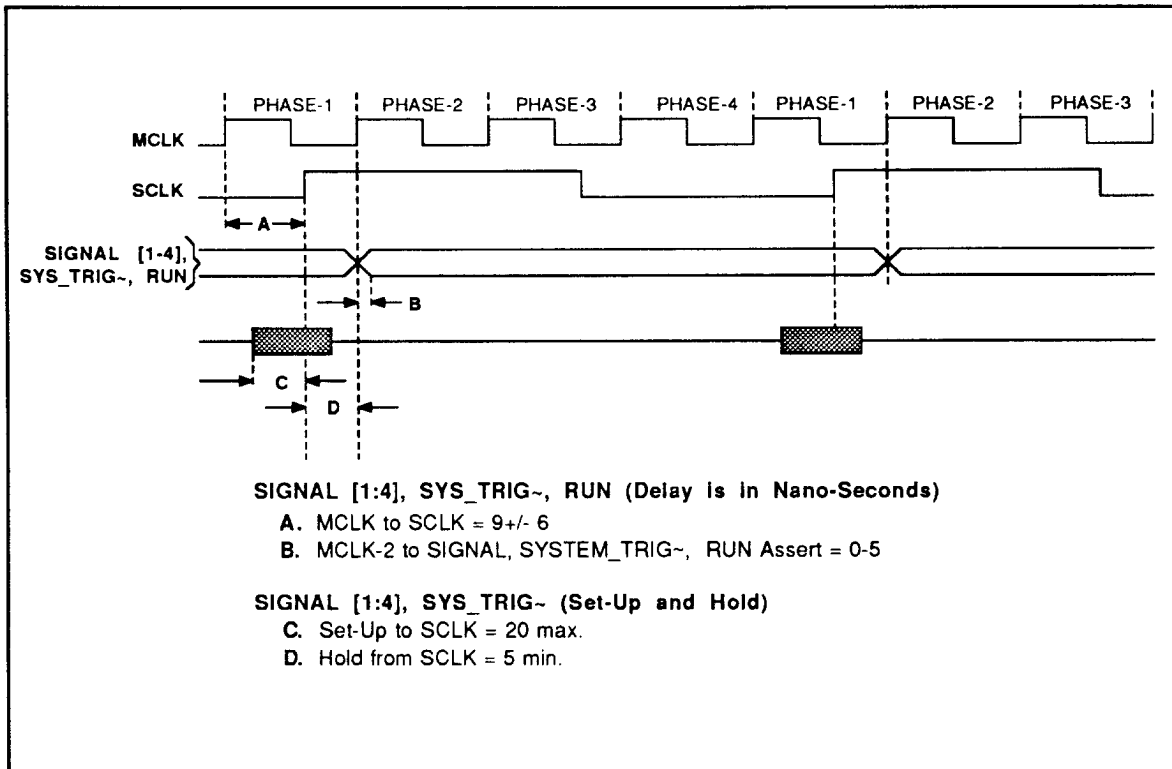 PHASE-1 PHASE-2 PHASE-3 PHASE-4 PHASE-1 PHASE-2 PHASE-3
MCLK
SCLK
A
SIGNAL [1-4],
SYS_TRIG~, RUN
B
C
D
SIGNAL [1:4], SYS_TRIG~, RUN (Delay is in Nano-Seconds)
A. MCLK to SCLK = 9+/- 6
B. MCLK-2 to SIGNAL, SYSTEM_TRIG~, RUN Assert = 0-5
SIGNAL [1:4], SYS_TRIG~ (Set-Up and Hold)
C. Set-Up to SCLK = 20 max.
D. Hold from SCLK = 5 min.